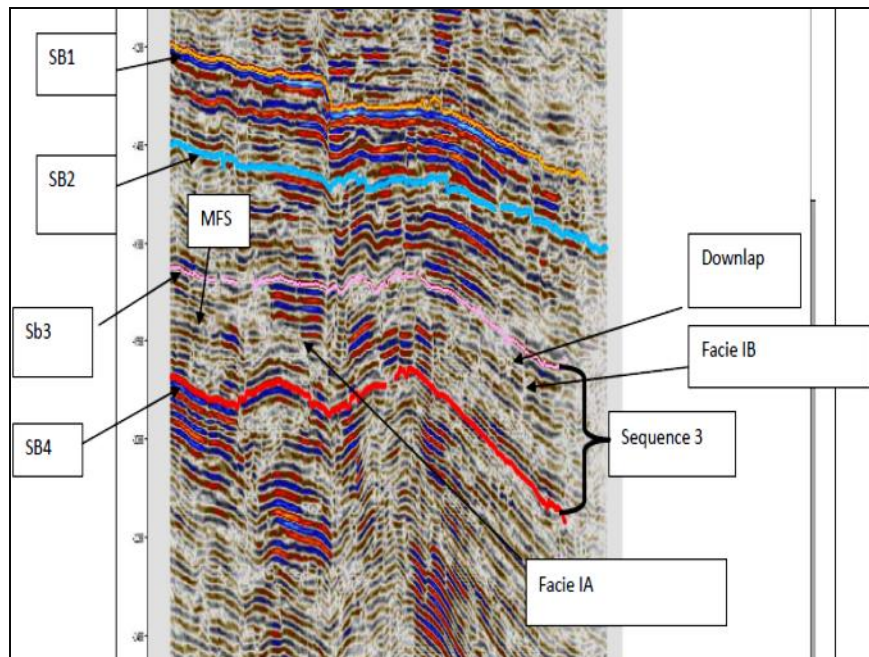 SB1
SB2
MFS
Downlap
Sb3
Facie IB
SB4
Sequence 3
Facie IA